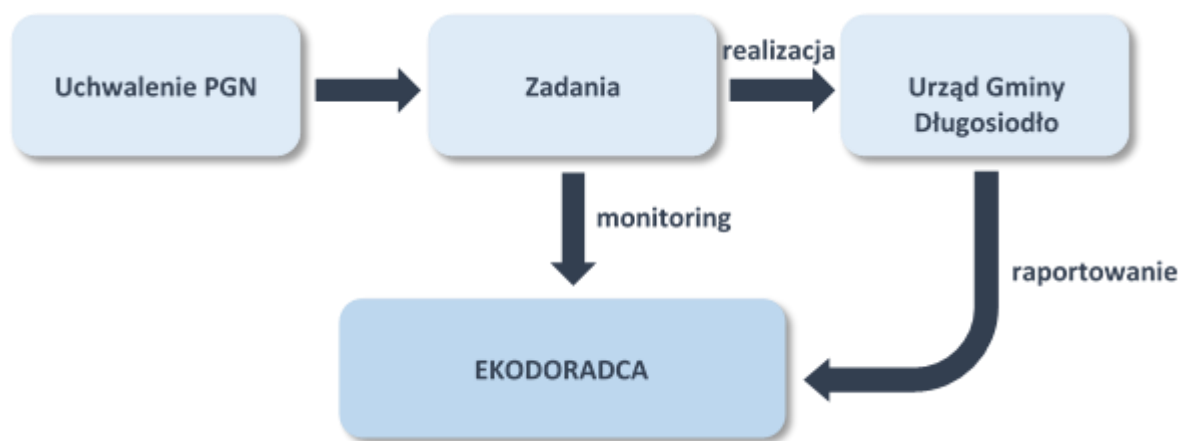 Uchwalenie PGN
Zadania
realizacja
Urząd Gminy
Długosiodło
monitoring
raportowanie
EKODORADCA